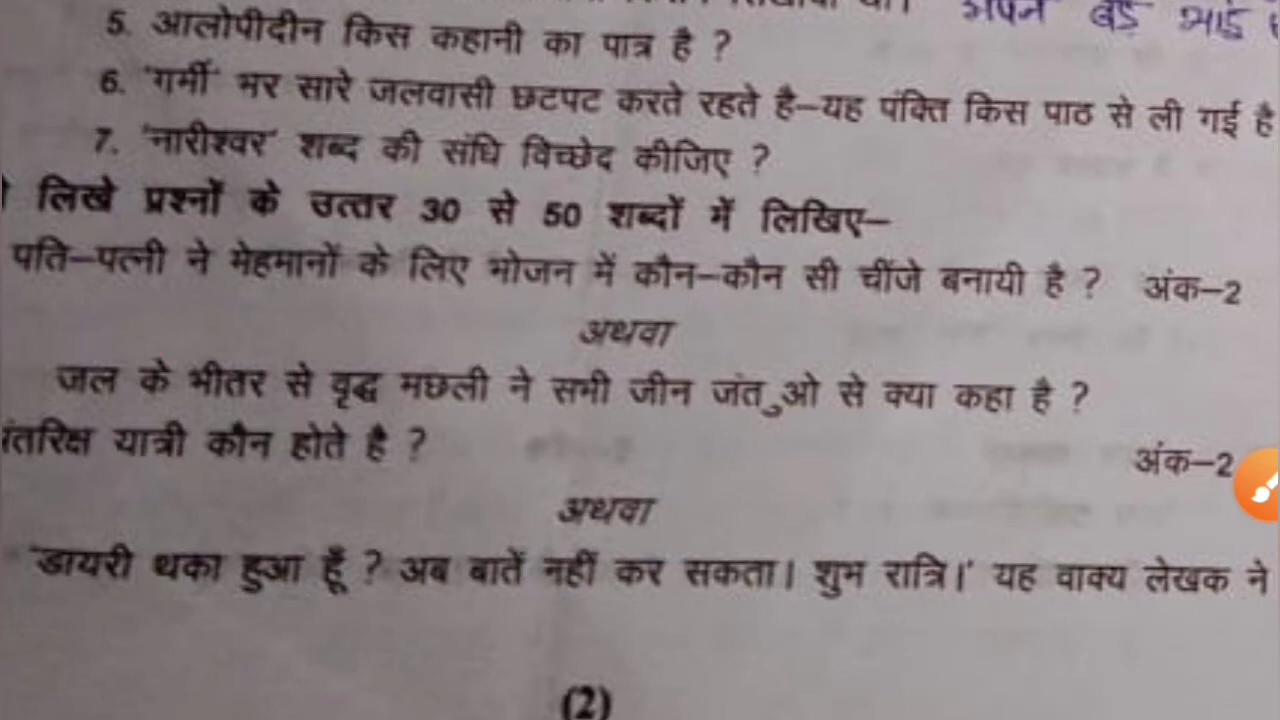 था। अपने बड़े भाई
5. आलोपीदीन किस कहानी का पात्र है ?
6. 'गर्मी' भर सारे जलवासी छटपट करते रहते है–यह पंक्ति किस पाठ से ली गई है
7. 'नारीश्वर' शब्द की संधि विच्छेद कीजिए ?
लिखे प्रश्नों के उत्तर 30 से 50 शब्दों में लिखिए–
पति–पत्नी ने मेहमानों के लिए भोजन में कौन–कौन सी चींजे बनायी है ? अंक–2
अथवा
जल के भीतर से वृद्ध मछली ने सभी जीन जंतुओ से क्या कहा है ?
ंतरिक्ष यात्री कौन होते है ? अंक–2
अथवा
'डायरी थका हुआ हूँ ? अब बातें नहीं कर सकता। शुभ रात्रि।' यह वाक्य लेखक ने
(2)